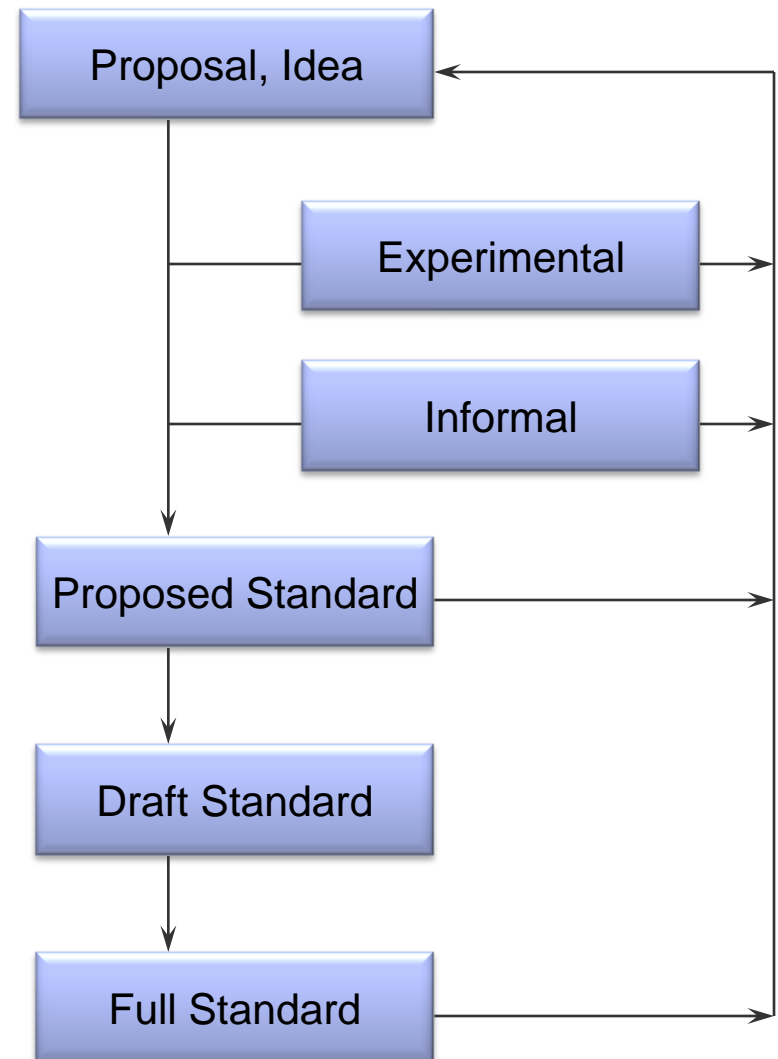 Proposal, Idea
Experimental
Informal
Proposed Standard
Draft Standard
Full Standard